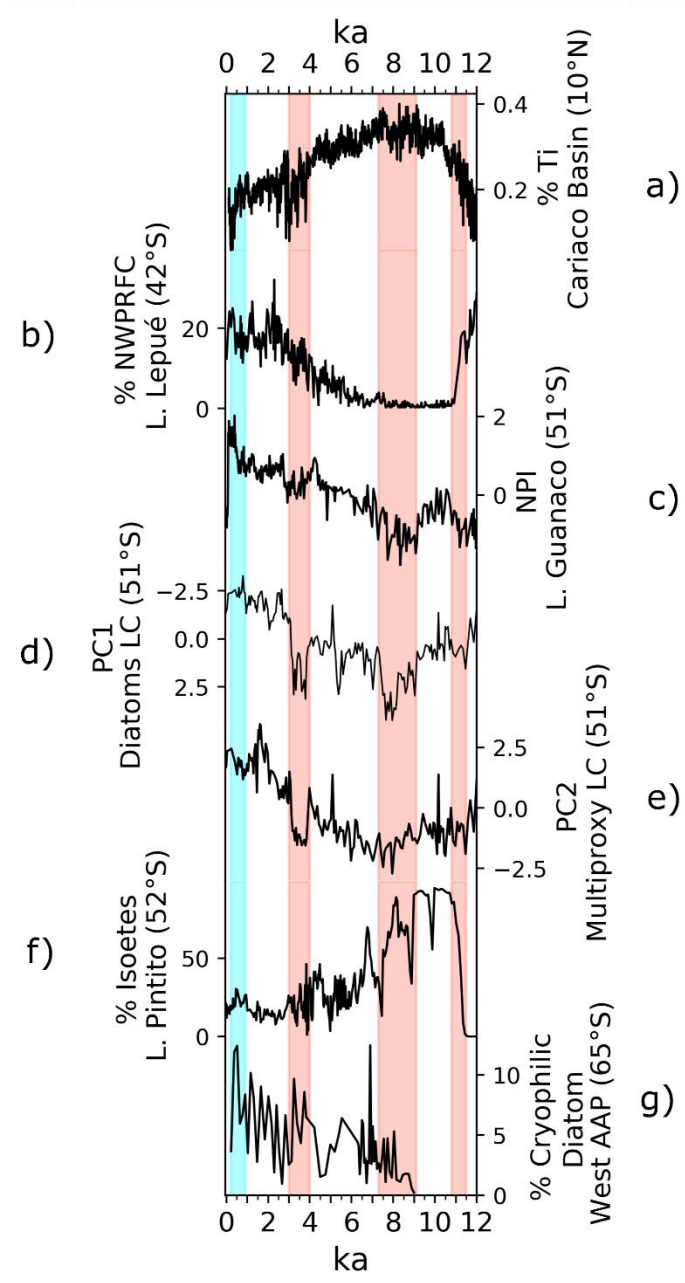 ka
0 2 4 6 8 10 12
0.4
0.2
% Ti
Cariaco Basin (10°N)
a)
b)
% NWPRFC
L. Lepué (42°S)
20
0
2
0
NPI
L. Guanaco (51°S)
c)
d)
PC1
Diatoms LC (51°S)
−2.5
0.0
2.5
2.5
0.0
−2.5
PC2
Multiproxy LC (51°S)
e)
f)
% Isoetes
L. Pintito (52°S)
50
0
10
5
0
% Cryophilic
Diatom
West AAP (65°S)
g)
0 2 4 6 8 10 12
ka